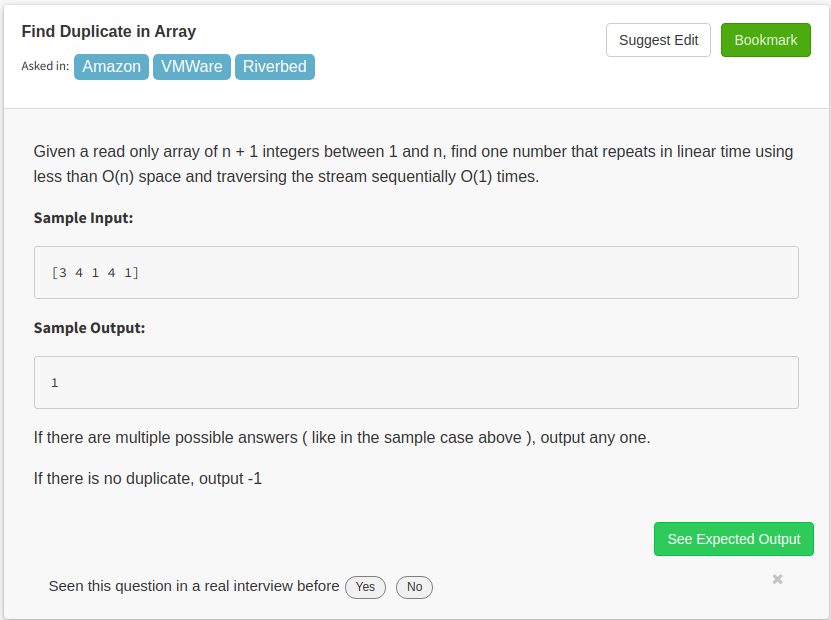 Find Duplicate in Array
Suggest Edit
Bookmark
Asked in: Amazon VMWare Riverbed
Given a read only array of n + 1 integers between 1 and n, find one number that repeats in linear time using
less than O(n) space and traversing the stream sequentially O(1) times.
Sample Input:
[3 4 1 4 1]
Sample Output:
1
If there are multiple possible answers ( like in the sample case above ), output any one.
If there is no duplicate, output -1
See Expected Output
Seen this question in a real interview before Yes No